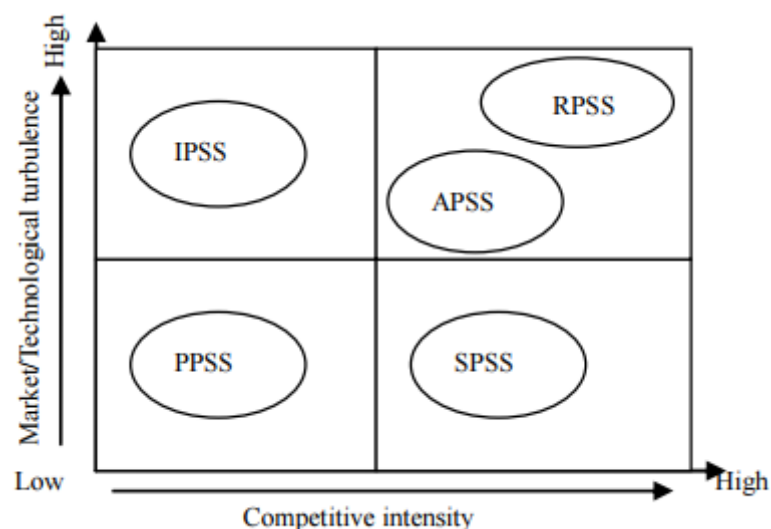 High
Market/Technological turbulence
IPSS
RPSS
APSS
PPSS
SPSS
Low
High
Competitive intensity